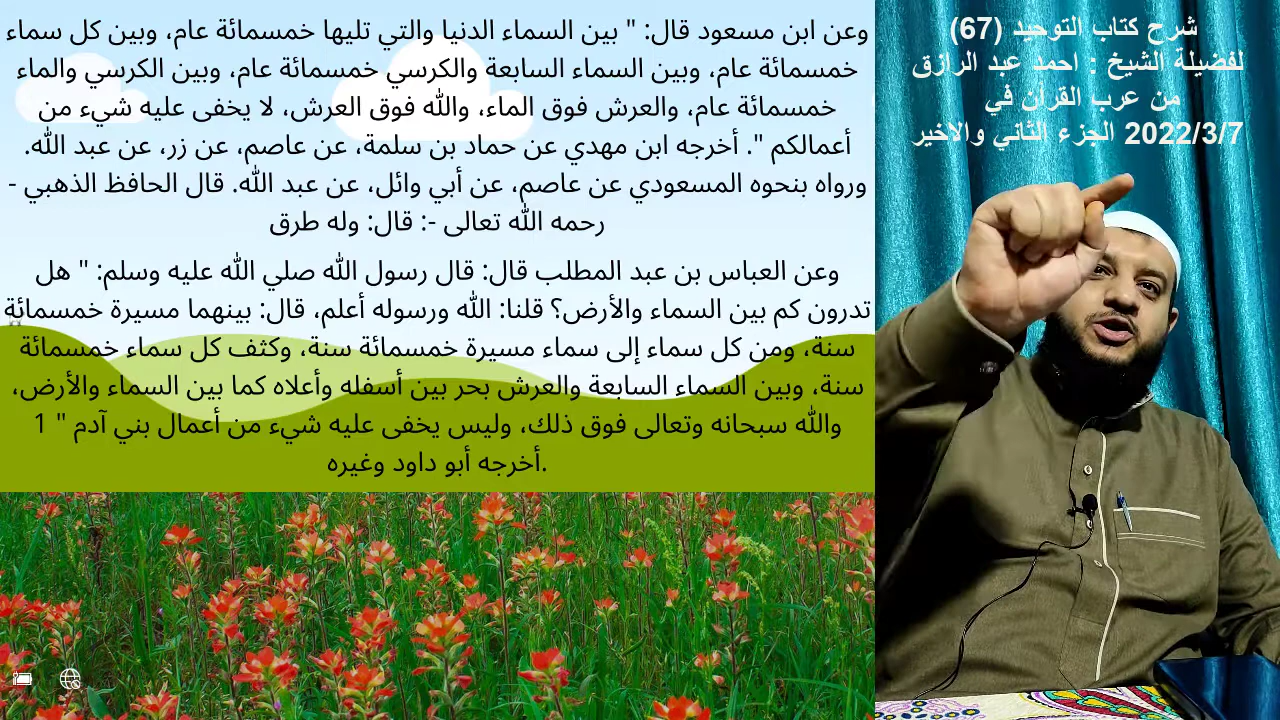 وعن ابن مسعود قال: " بين السماء الدنيا والتي تليها خمسمائة عام، وبين كل سماء
خمسمائة عام، وبين السماء السابعة والكرسي خمسمائة عام، وبين الكرسي والماء
خمسمائة عام، والعرش فوق الماء، والله فوق العرش، لا يخفى عليه شيء من
أعمالكم ". أخرجه ابن مهدي عن حماد بن سلمة، عن عاصم، عن زر، عن عبد الله.
ورواه بنحوه المسعودي عن عاصم، عن أبي وائل، عن عبد الله. قال الحافظ الذهبي -
رحمه الله تعالى -: قال: وله طرق
وعن العباس بن عبد المطلب قال: قال رسول الله صلي الله عليه وسلم: " هل
تدرون كم بين السماء والأرض؟ قلنا: الله ورسوله أعلم، قال: بينهما مسيرة خمسمائة
سنة، ومن كل سماء إلى سماء مسيرة خمسمائة سنة، وكثف كل سماء خمسمائة
سنة، وبين السماء السابعة والعرش بحر بين أسفله وأعلاه كما بين السماء والأرض،
والله سبحانه وتعالى فوق ذلك، وليس يخفى عليه شيء من أعمال بني آدم " 1
.أخرجه أبو داود وغيره
شرح كتاب التوحيد (67)
لفضيلة الشيخ : احمد عبد الرازق
من عرب القرآن في
2022/3/7 الجزء الثاني والاخير